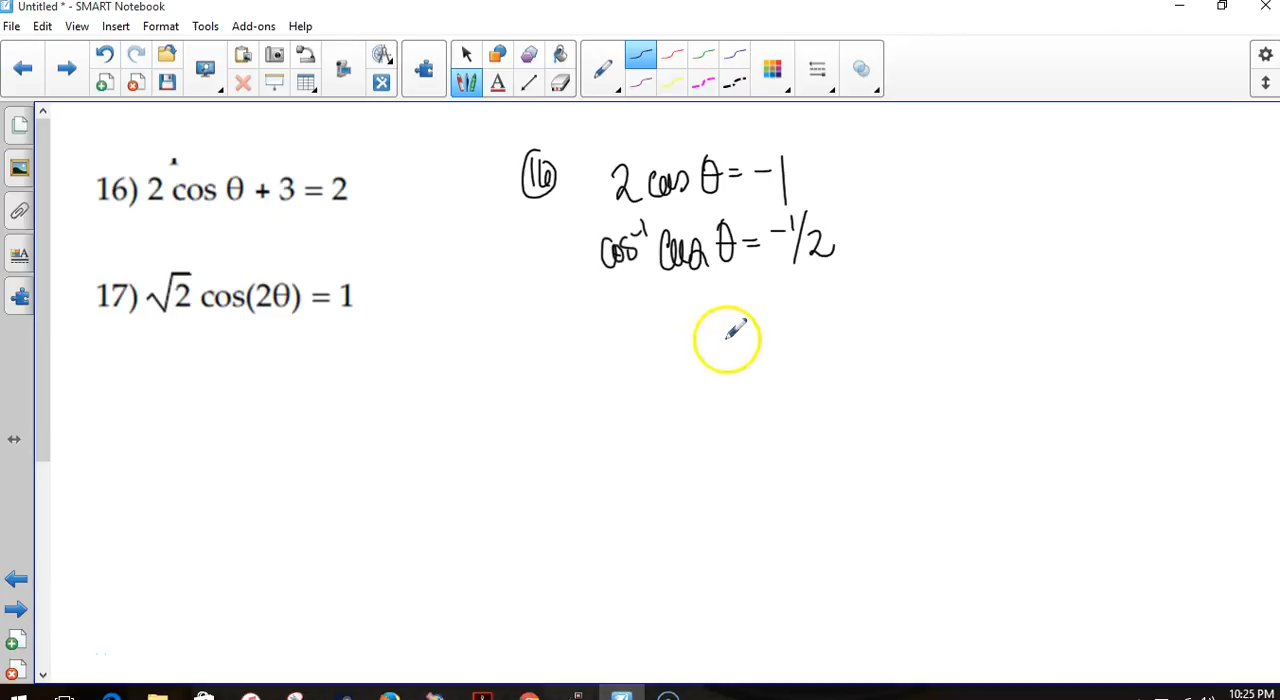 Untitled * - SMART Notebook
File Edit View Insert Format Tools Add-ons Help
16) 2 cos θ + 3 = 2
17) √2 cos(2θ) = 1
16 2 cos θ = -1
cos⁻¹ cos θ = -1/2
10:25 PM